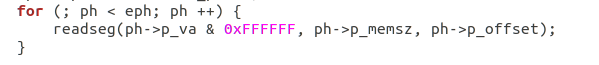 for (; ph < eph; ph ++) {
    readseg(ph->p_va & 0xFFFFFF, ph->p_memsz, ph->p_offset);
}